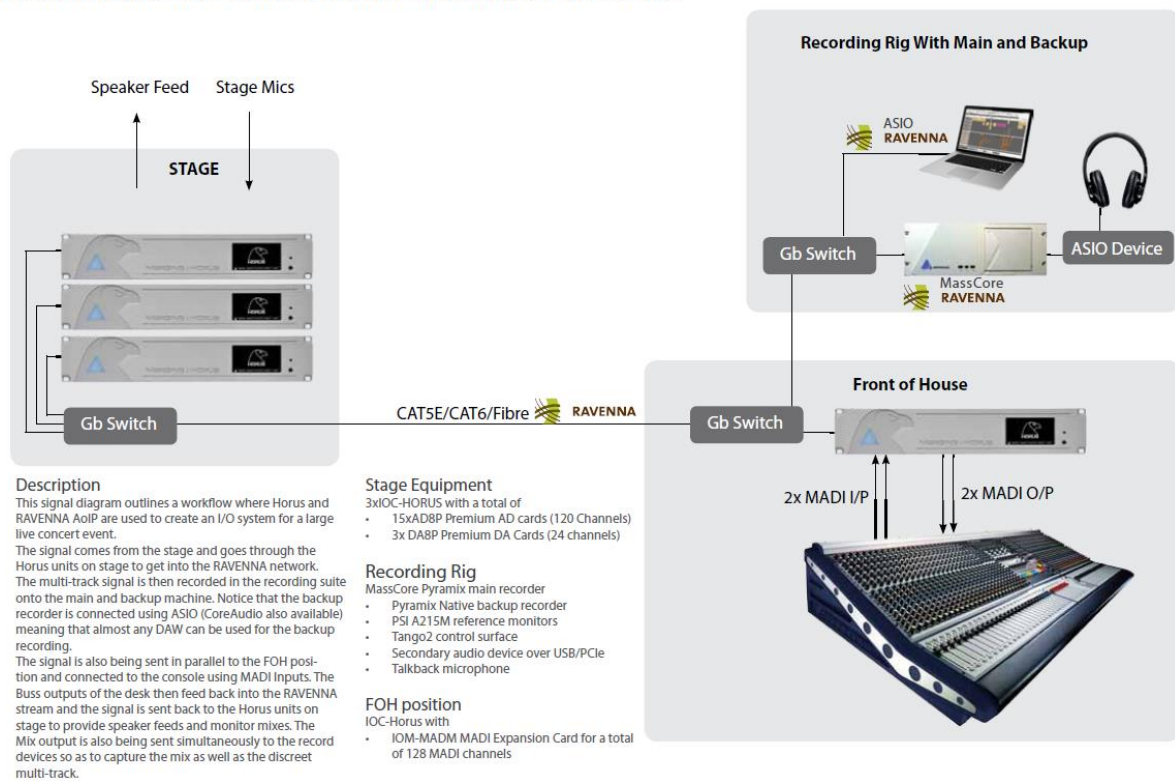 Recording Rig With Main and Backup
Speaker Feed
Stage Mics
ASIO
RAVENNA
STAGE
HORUS
HORUS
HORUS
Gb Switch
ASIO Device
MassCore
RAVENNA
Gb Switch
CAT5E/CAT6/Fibre
RAVENNA
Gb Switch
Front of House
HORUS
2x MADI I/P
2x MADI O/P
Description
This signal diagram outlines a workflow where Horus and
RAVENNA AoIP are used to create an I/O system for a large
live concert event.
The signal comes from the stage and goes through the
Horus units on stage to get into the RAVENNA network.
The multi-track signal is then recorded in the recording suite
onto the main and backup machine. Notice that the backup
recorder is connected using ASIO (CoreAudio also available)
meaning that almost any DAW can be used for the backup
recording.
The signal is also being sent in parallel to the FOH posi-
tion and connected to the console using MADI Inputs. The
Buss outputs of the desk then feed back into the RAVENNA
stream and the signal is sent back to the Horus units on
stage to provide speaker feeds and monitor mixes. The
Mix output is also being sent simultaneously to the record
devices so as to capture the mix as well as the discreet
multi-track.
Stage Equipment
3xIOC-HORUS with a total of
• 15xAD8P Premium AD cards (120 Channels)
• 3x DA8P Premium DA Cards (24 channels)
Recording Rig
MassCore Pyramix main recorder
• Pyramix Native backup recorder
• PSI A215M reference monitors
• Tango2 control surface
• Secondary audio device over USB/PCIe
• Talkback microphone
FOH position
IOC-Horus with
• IOM-MADM MADI Expansion Card for a total
of 128 MADI channels